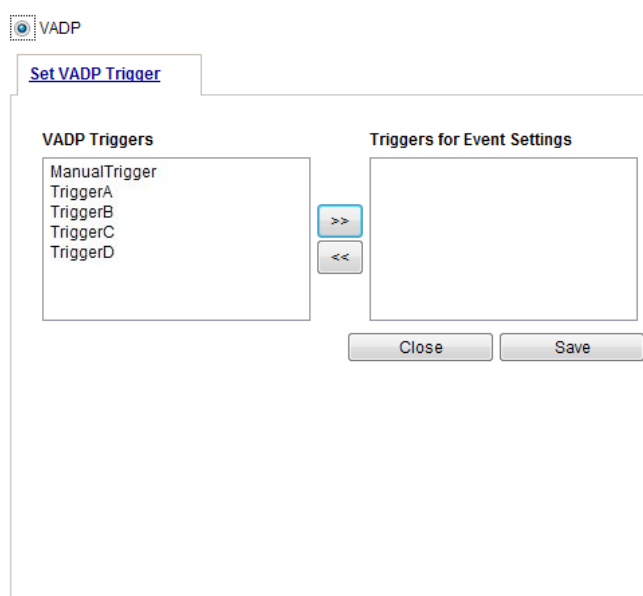 VADP
Set VADP Trigger
VADP Triggers
Triggers for Event Settings
ManualTrigger
TriggerA
TriggerB
TriggerC
TriggerD
>>
<<
Close
Save